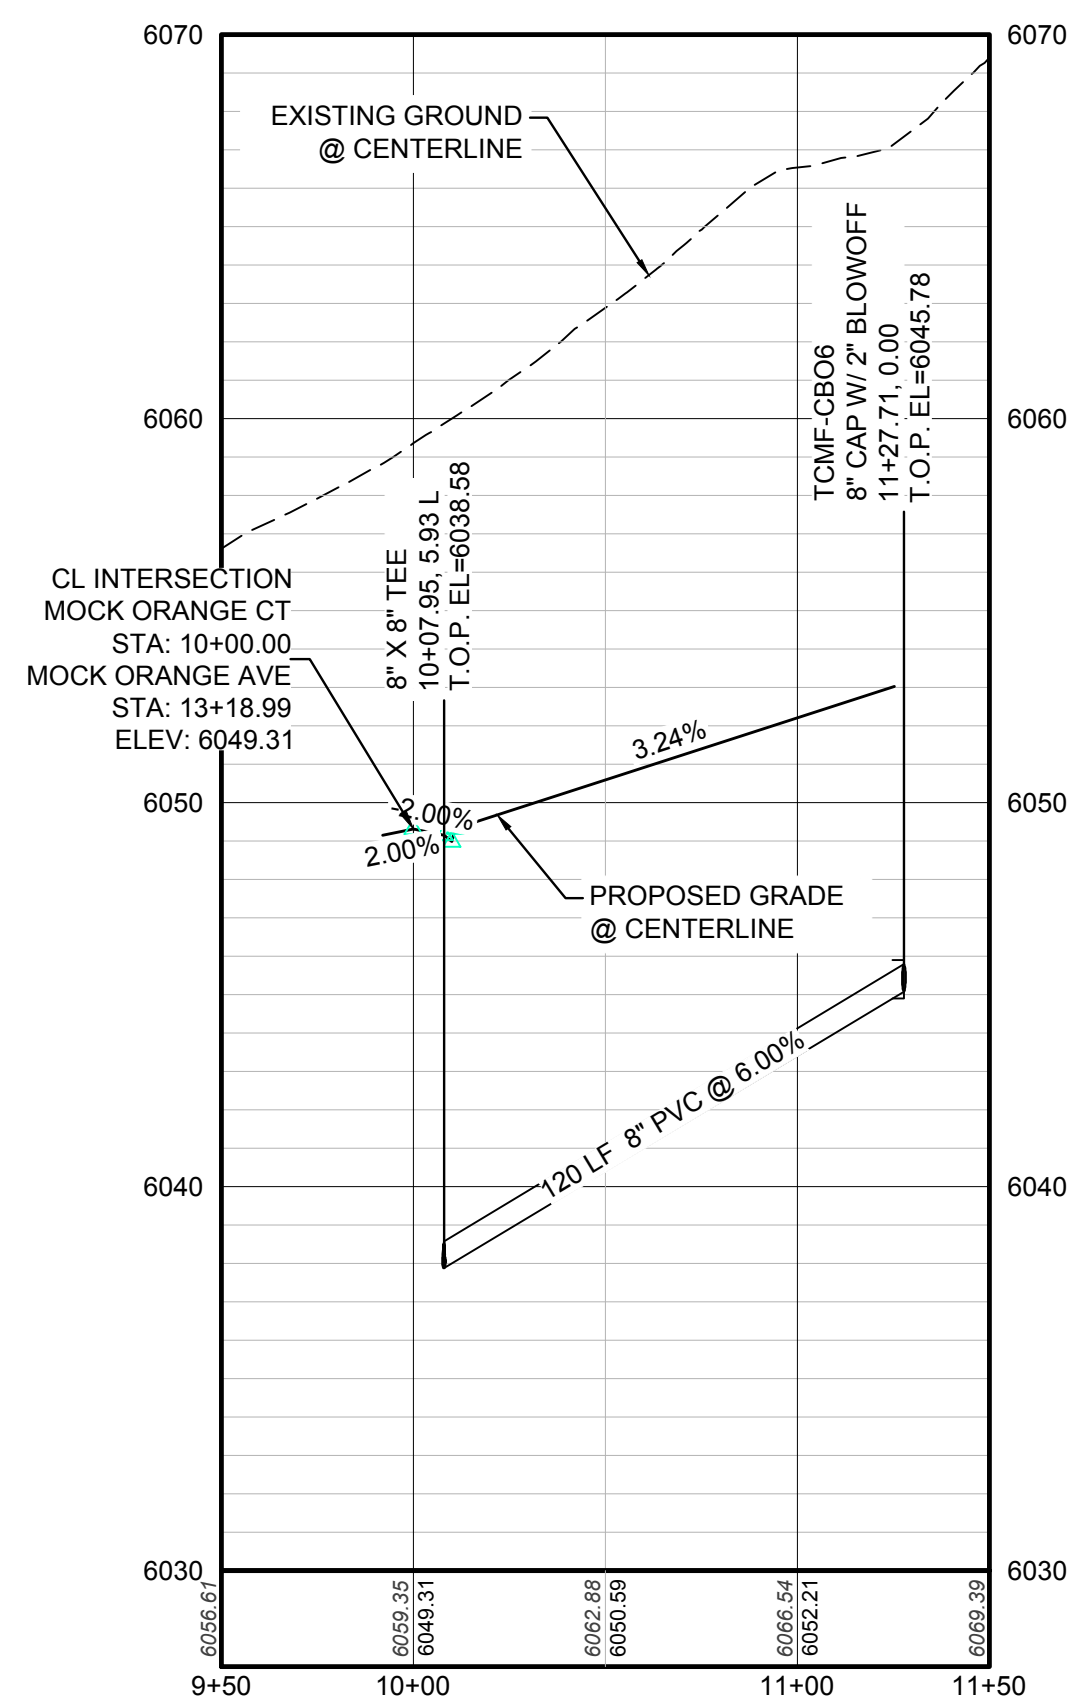 6070
6070
EXISTING GROUND
@ CENTERLINE
TCMF-CBO6
8" CAP W/ 2" BLOWOFF
11+27.71, 0.00
T.O.P. EL=6045.78
6060
6060
8" X 8" TEE
10+07.95, 5.93 L
T.O.P. EL=6038.58
CL INTERSECTION
MOCK ORANGE CT
STA: 10+00.00
MOCK ORANGE AVE
STA: 13+18.99
ELEV: 6049.31
3.24%
6050
6050
-2.00%
2.00%
PROPOSED GRADE
@ CENTERLINE
120 LF 8" PVC @ 6.00%
6040
6040
6030
6030
6056.61
6059.35
6049.31
6062.88
6050.59
6066.54
6052.21
6069.39
9+50
10+00
11+00
11+50